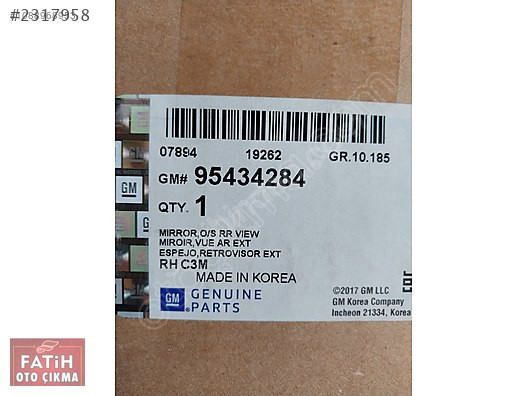 #2317958
07894 19262 GR.10.185
GM# 95434284
QTY. 1
MIRROR,O/S RR VIEW
MIROIR,VUE AR EXT
ESPEJO,RETROVISOR EXT
RH C3M
MADE IN KOREA
GM
GM GENUINE
PARTS
©2017 GM LLC
GM Korea Company
Incheon 21334, Korea
FATiH
OTO ÇIKMA